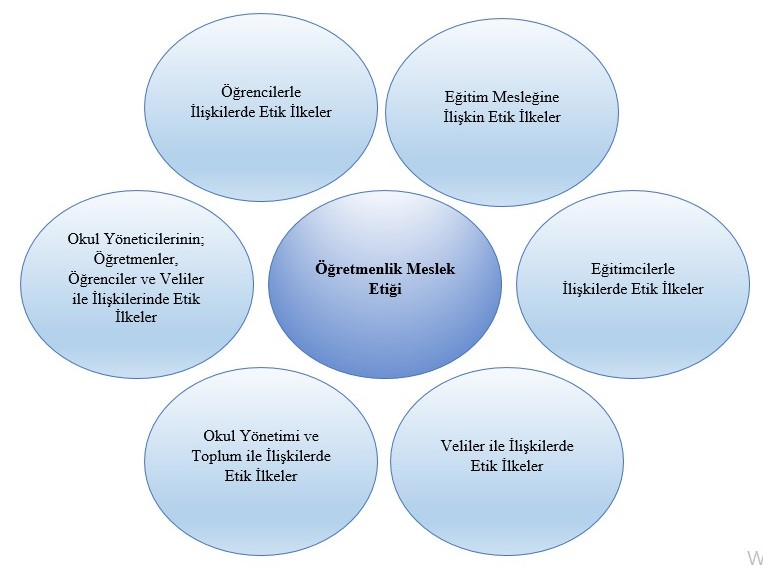 Öğrencilerle
İlişkilerde Etik İlkeler
Eğitim Mesleğine
İlişkin Etik İlkeler
Okul Yöneticilerinin;
Öğretmenler,
Öğrenciler ve Veliler
ile İlişkilerinde Etik
İlkeler
Öğretmenlik Meslek
Etiği
Eğitimcilerle
İlişkilerde Etik İlkeler
Okul Yönetimi ve
Toplum ile İlişkilerde
Etik İlkeler
Veliler ile İlişkilerde
Etik İlkeler